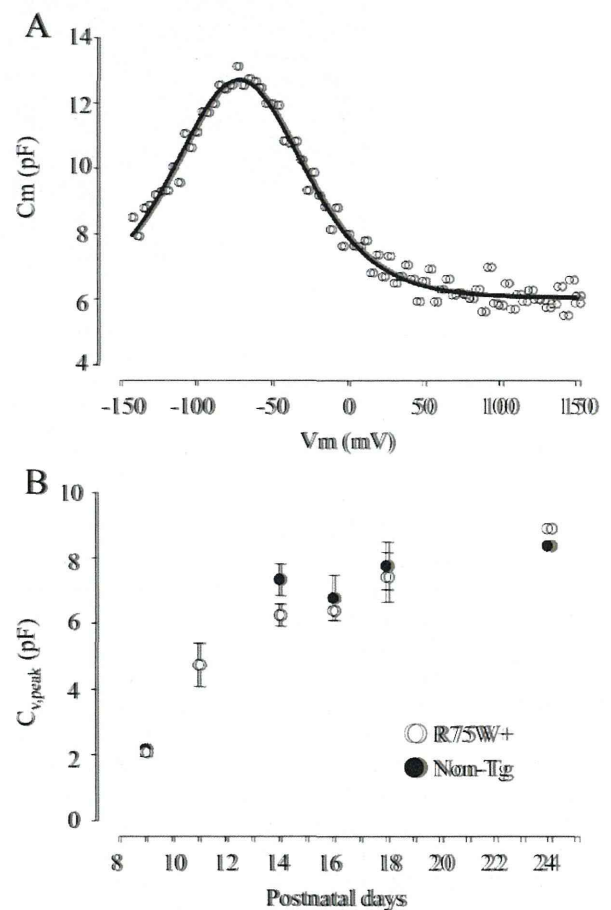 A
14
12
10
8
6
4
Cm (pF)
-150 -100 -50 0 50 100 150
Vm (mV)
B
10
8
6
4
2
0
C v,peak (pF)
R75W+
Non-Tg
8 10 12 14 16 18 20 22 24
Postnatal days